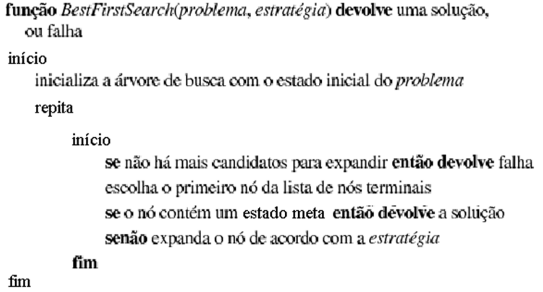 função BestFirstSearch(problema, estratégia) devolve uma solução,
ou falha
início
inicializa a árvore de busca com o estado inicial do problema
repita
início
se não há mais candidatos para expandir então devolve falha
escolha o primeiro nó da lista de nós terminais
se o nó contém um estado meta então devolve a solução
senão expanda o nó de acordo com a estratégia
fim
fim